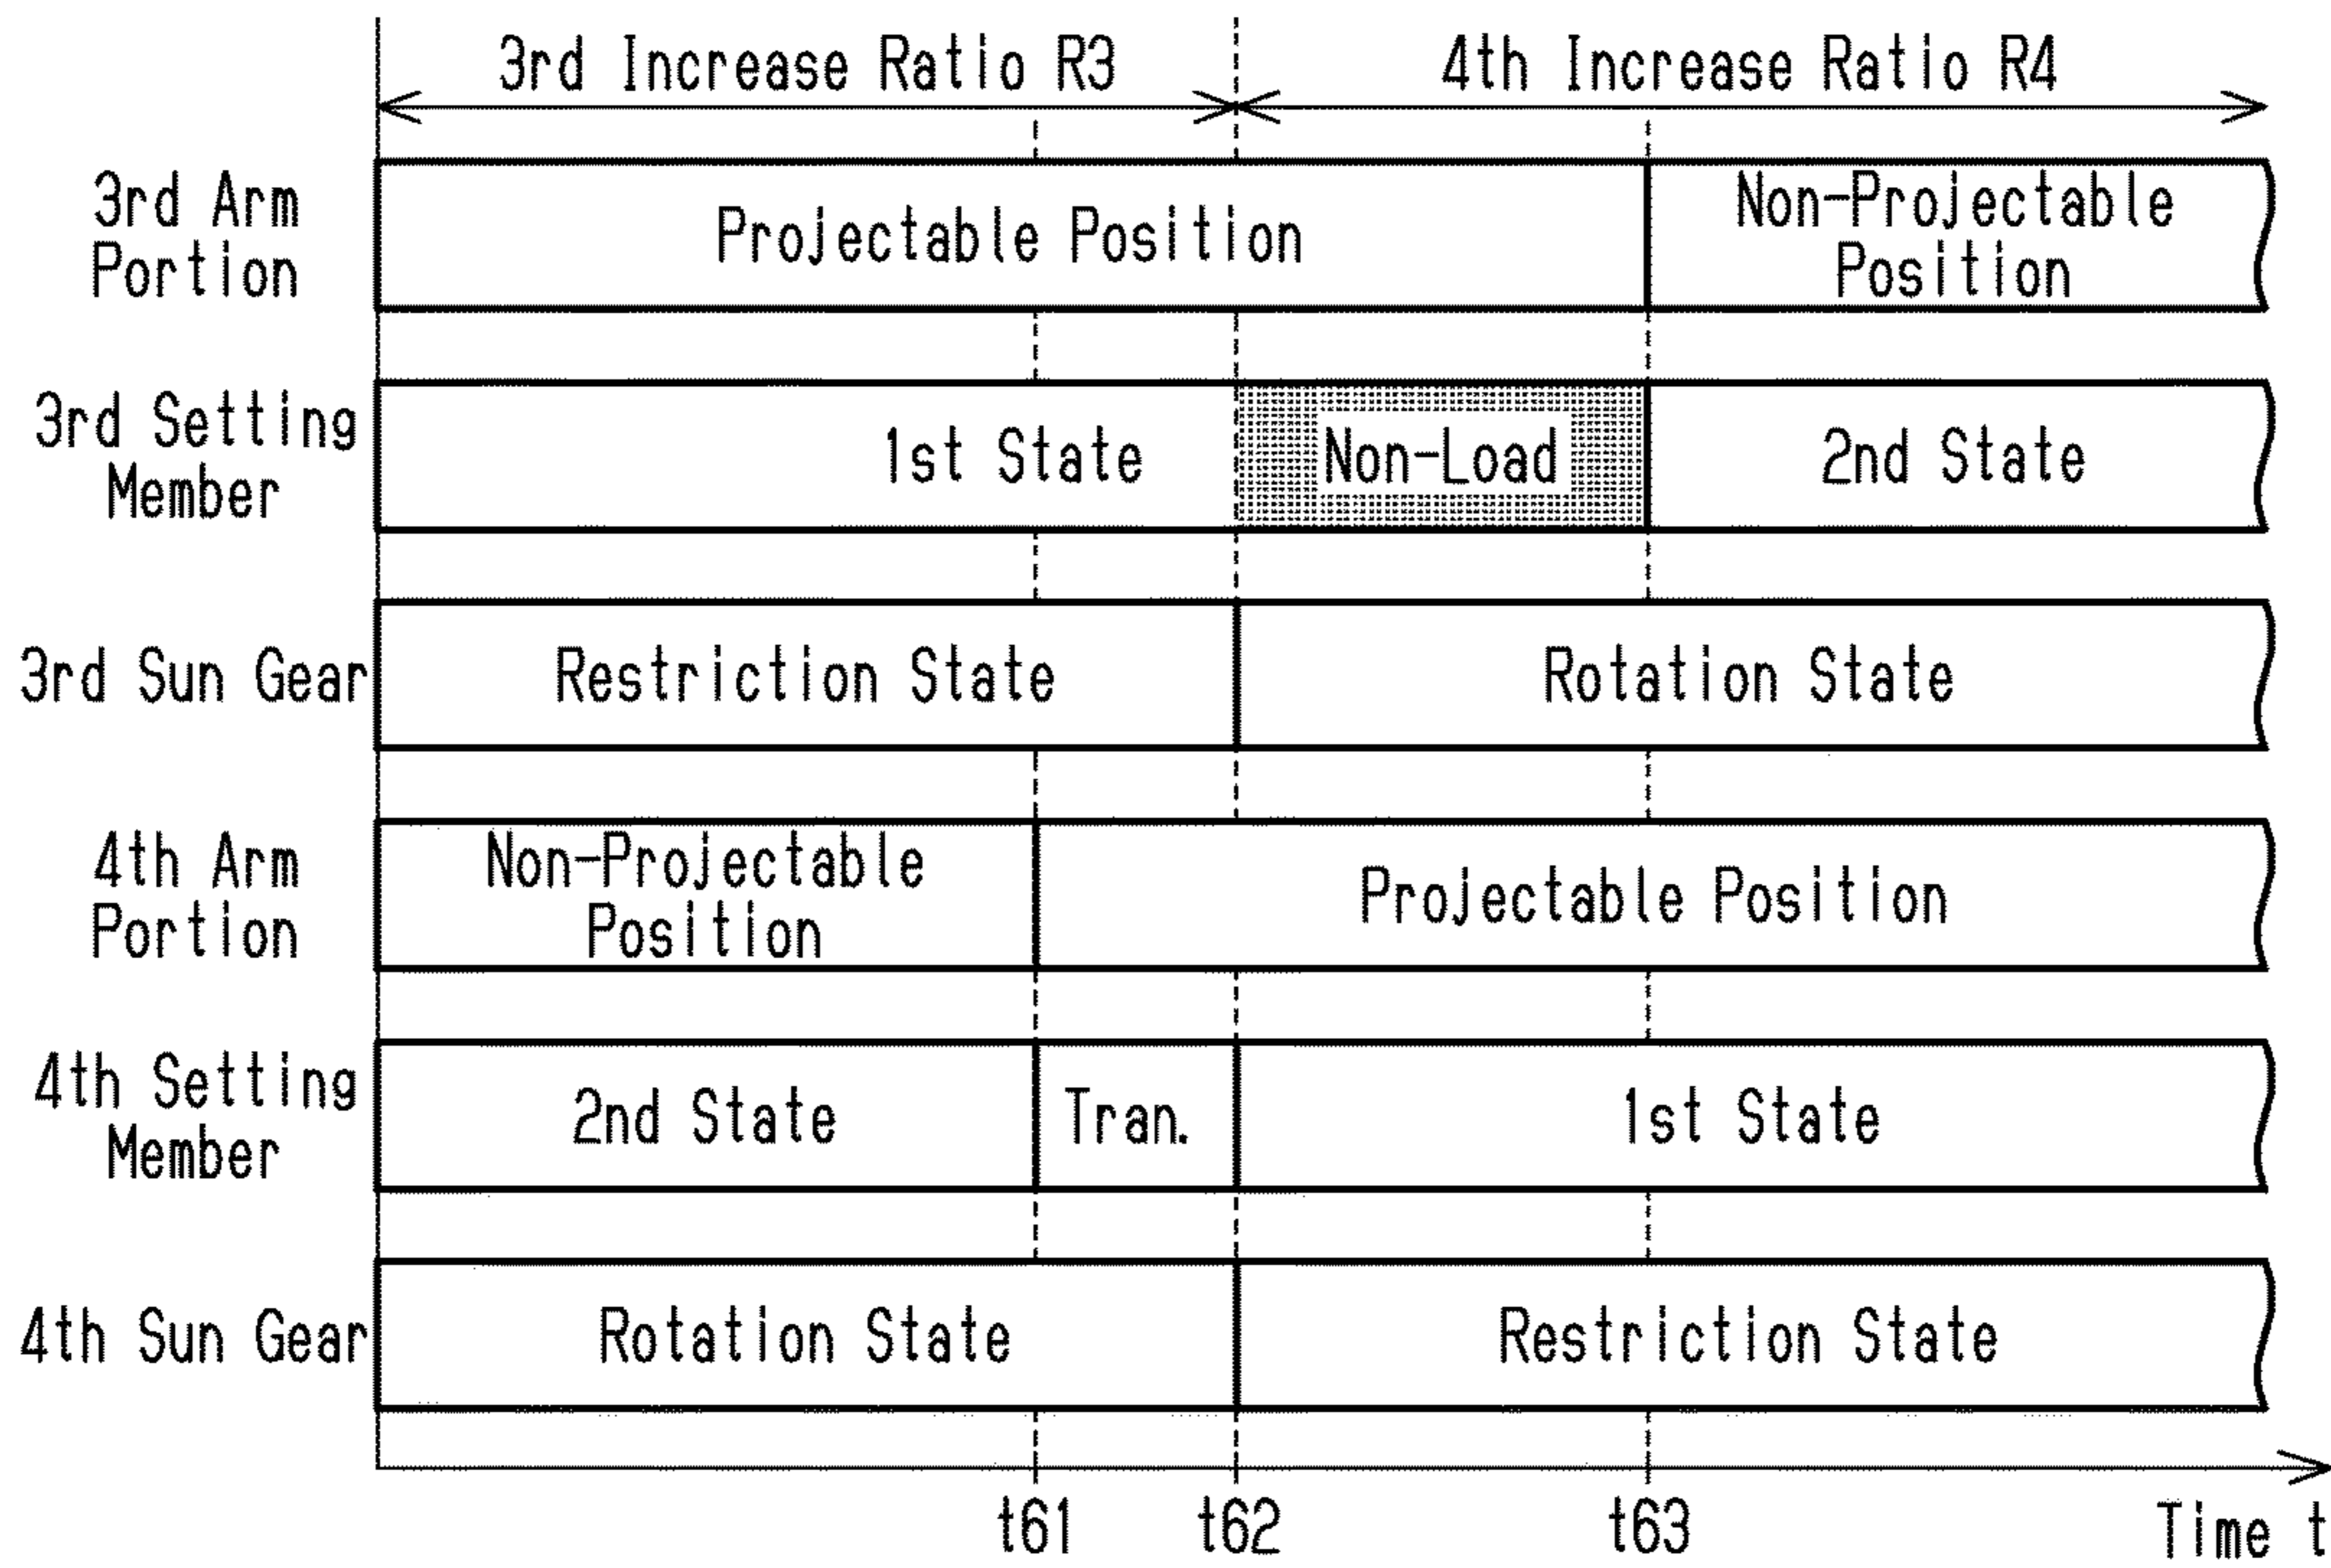 3rd Increase Ratio R3
4th Increase Ratio R4
3rd Arm
Portion
Projectable Position
Non-Projectable
Position
3rd Setting
Member
1st State
Non-Load
2nd State
3rd Sun Gear
Restriction State
Rotation State
4th Arm
Portion
Non-Projectable
Position
Projectable Position
4th Setting
Member
2nd State
Tran.
1st State
4th Sun Gear
Rotation State
Restriction State
t61
t62
t63
Time t